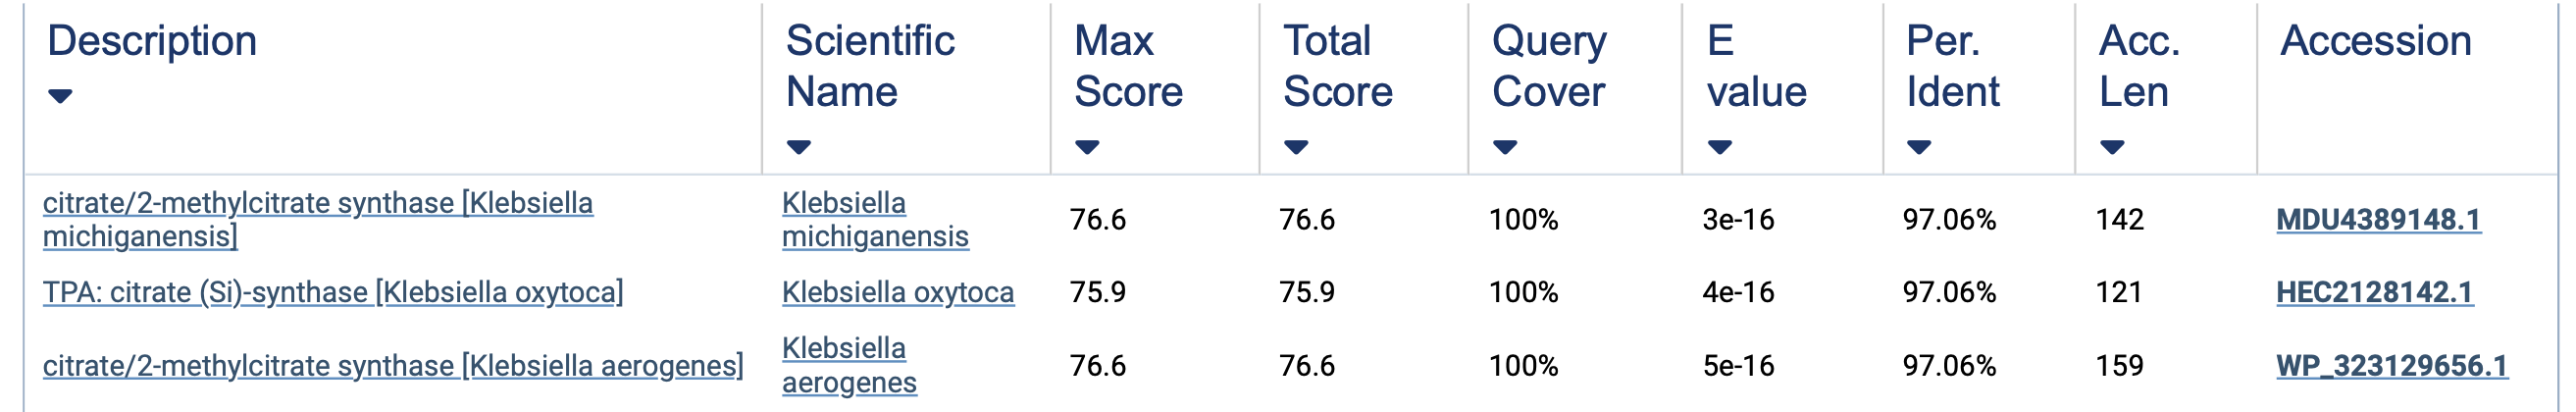 Description Scientific Name Max Score Total Score Query Cover E value Per. Ident Acc. Len Accession
citrate/2-methylcitrate synthase [Klebsiella michiganensis] Klebsiella michiganensis 76.6 76.6 100% 3e-16 97.06% 142 MDU4389148.1
TPA: citrate (Si)-synthase [Klebsiella oxytoca] Klebsiella oxytoca 75.9 75.9 100% 4e-16 97.06% 121 HEC2128142.1
citrate/2-methylcitrate synthase [Klebsiella aerogenes] Klebsiella aerogenes 76.6 76.6 100% 5e-16 97.06% 159 WP_323129656.1